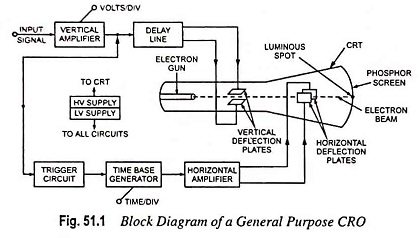 VOLTS/DIV
INPUT
SIGNAL
VERTICAL
AMPLIFIER
DELAY
LINE
LUMINOUS
SPOT
CRT
PHOSPHOR
SCREEN
ELECTRON
GUN
TO CRT
HV SUPPLY
LV SUPPLY
TO ALL CIRCUITS
ELECTRON
BEAM
VERTICAL
DEFLECTION
PLATES
HORIZONTAL
DEFLECTION
PLATES
TRIGGER
CIRCUIT
TIME BASE
GENERATOR
HORIZONTAL
AMPLIFIER
TIME/DIV
Fig. 51.1 Block Diagram of a General Purpose CRO